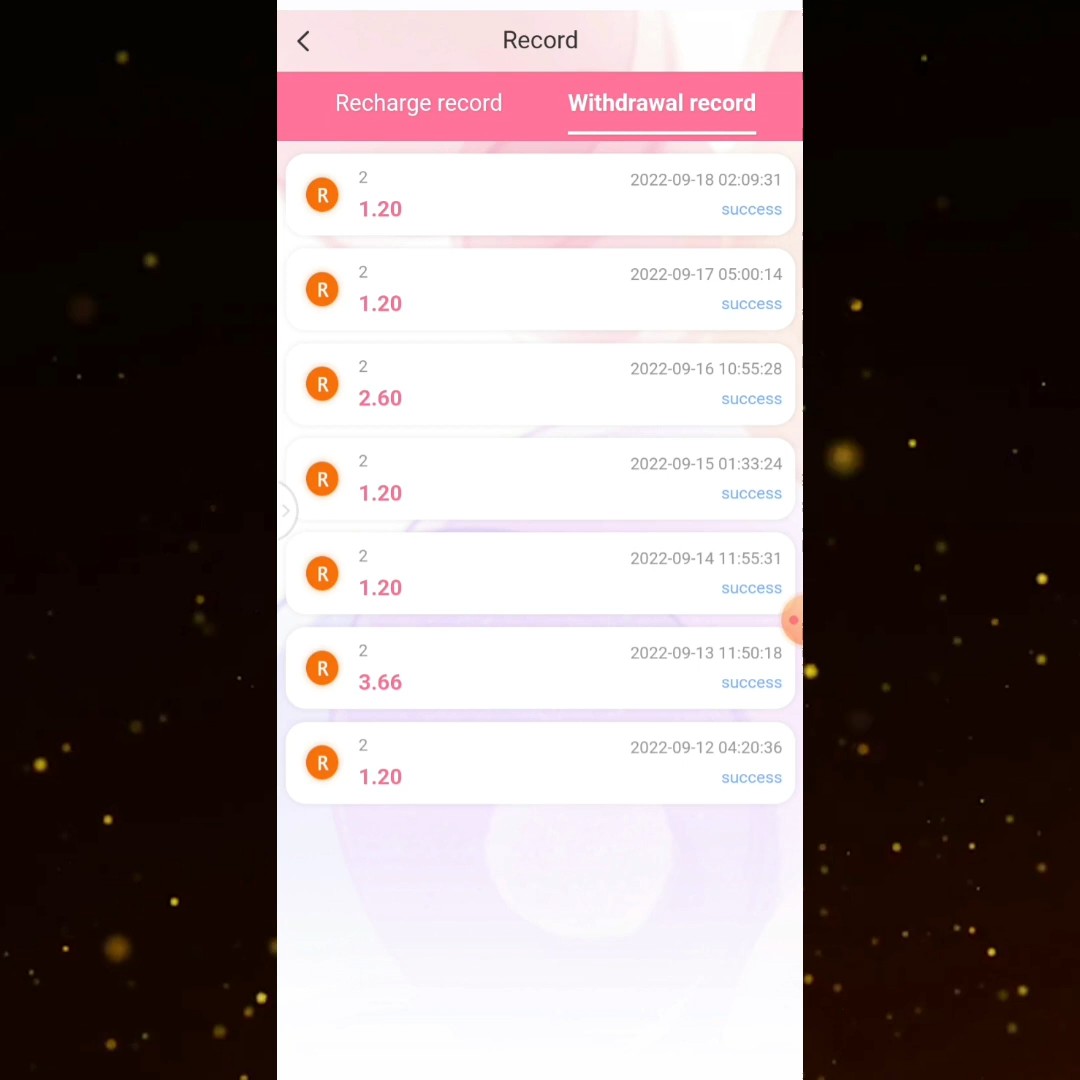 Record
Recharge record
Withdrawal record
R
2
2022-09-18 02:09:31
1.20
success
R
2
2022-09-17 05:00:14
1.20
success
R
2
2022-09-16 10:55:28
2.60
success
R
2
2022-09-15 01:33:24
1.20
success
R
2
2022-09-14 11:55:31
1.20
success
R
2
2022-09-13 11:50:18
3.66
success
R
2
2022-09-12 04:20:36
1.20
success